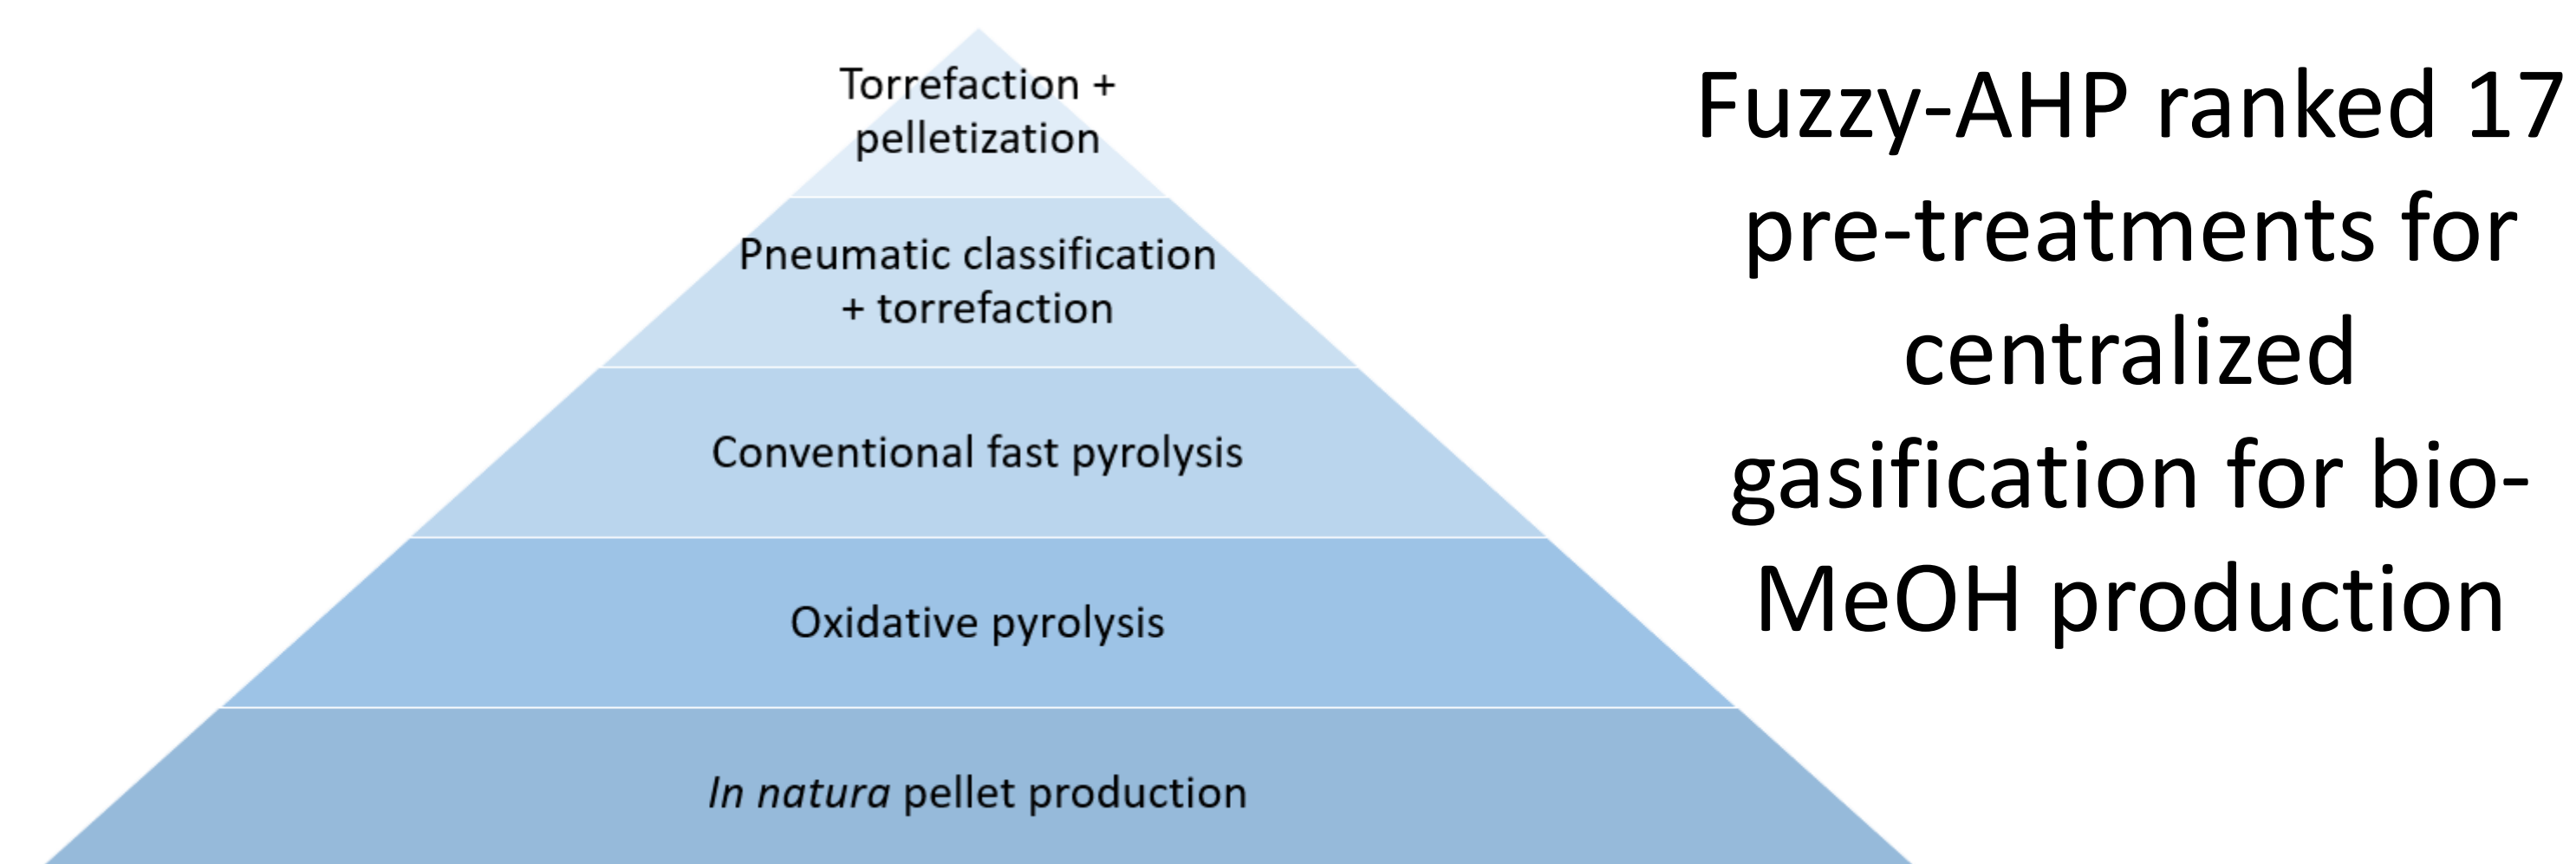 Torrefaction +
pelletization
Pneumatic classification
+ torrefaction
Conventional fast pyrolysis
Oxidative pyrolysis
In natura pellet production
Fuzzy-AHP ranked 17
pre-treatments for
centralized
gasification for bio-
MeOH production